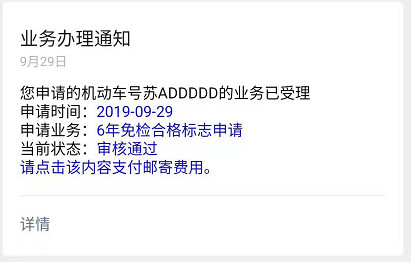 业务办理通知
9月29日
您申请的机动车号苏ADDDDD的业务已受理
申请时间：2019-09-29
申请业务：6年免检合格标志申请
当前状态：审核通过
请点击该内容支付邮寄费用。
详情